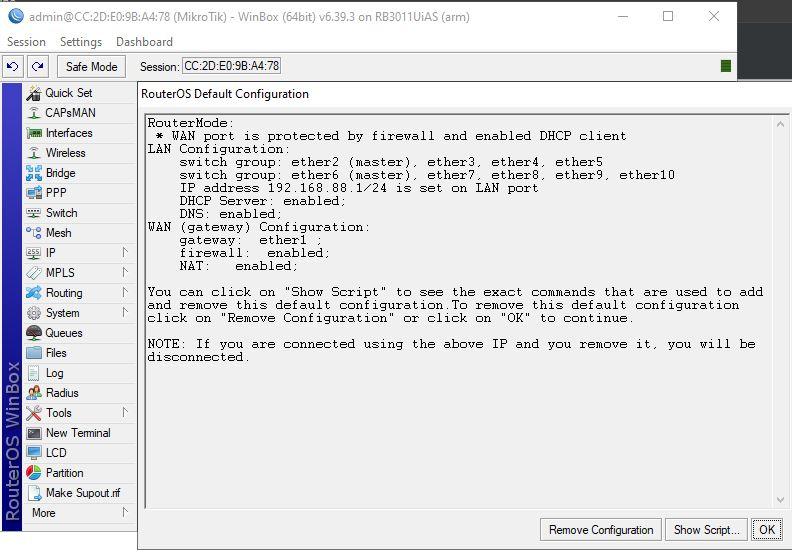 admin@CC:2D:E0:9B:A4:78 (MikroTik) - WinBox (64bit) v6.39.3 on RB3011UiAS (arm)
Session Settings Dashboard
Safe Mode Session: CC:2D:E0:9B:A4:78
Quick Set
CAPsMAN
Interfaces
Wireless
Bridge
PPP
Switch
Mesh
IP
MPLS
Routing
System
Queues
Files
Log
Radius
Tools
New Terminal
LCD
Partition
Make Supout.rif
More
RouterOS WinBox
RouterOS Default Configuration
RouterMode:
* WAN port is protected by firewall and enabled DHCP client
LAN Configuration:
switch group: ether2 (master), ether3, ether4, ether5
switch group: ether6 (master), ether7, ether8, ether9, ether10
IP address 192.168.88.1/24 is set on LAN port
DHCP Server: enabled;
DNS: enabled;
WAN (gateway) Configuration:
gateway: ether1 ;
firewall: enabled;
NAT: enabled;
You can click on "Show Script" to see the exact commands that are used to add
and remove this default configuration.To remove this default configuration
click on "Remove Configuration" or click on "OK" to continue.
NOTE: If you are connected using the above IP and you remove it, you will be
disconnected.
Remove Configuration Show Script... OK